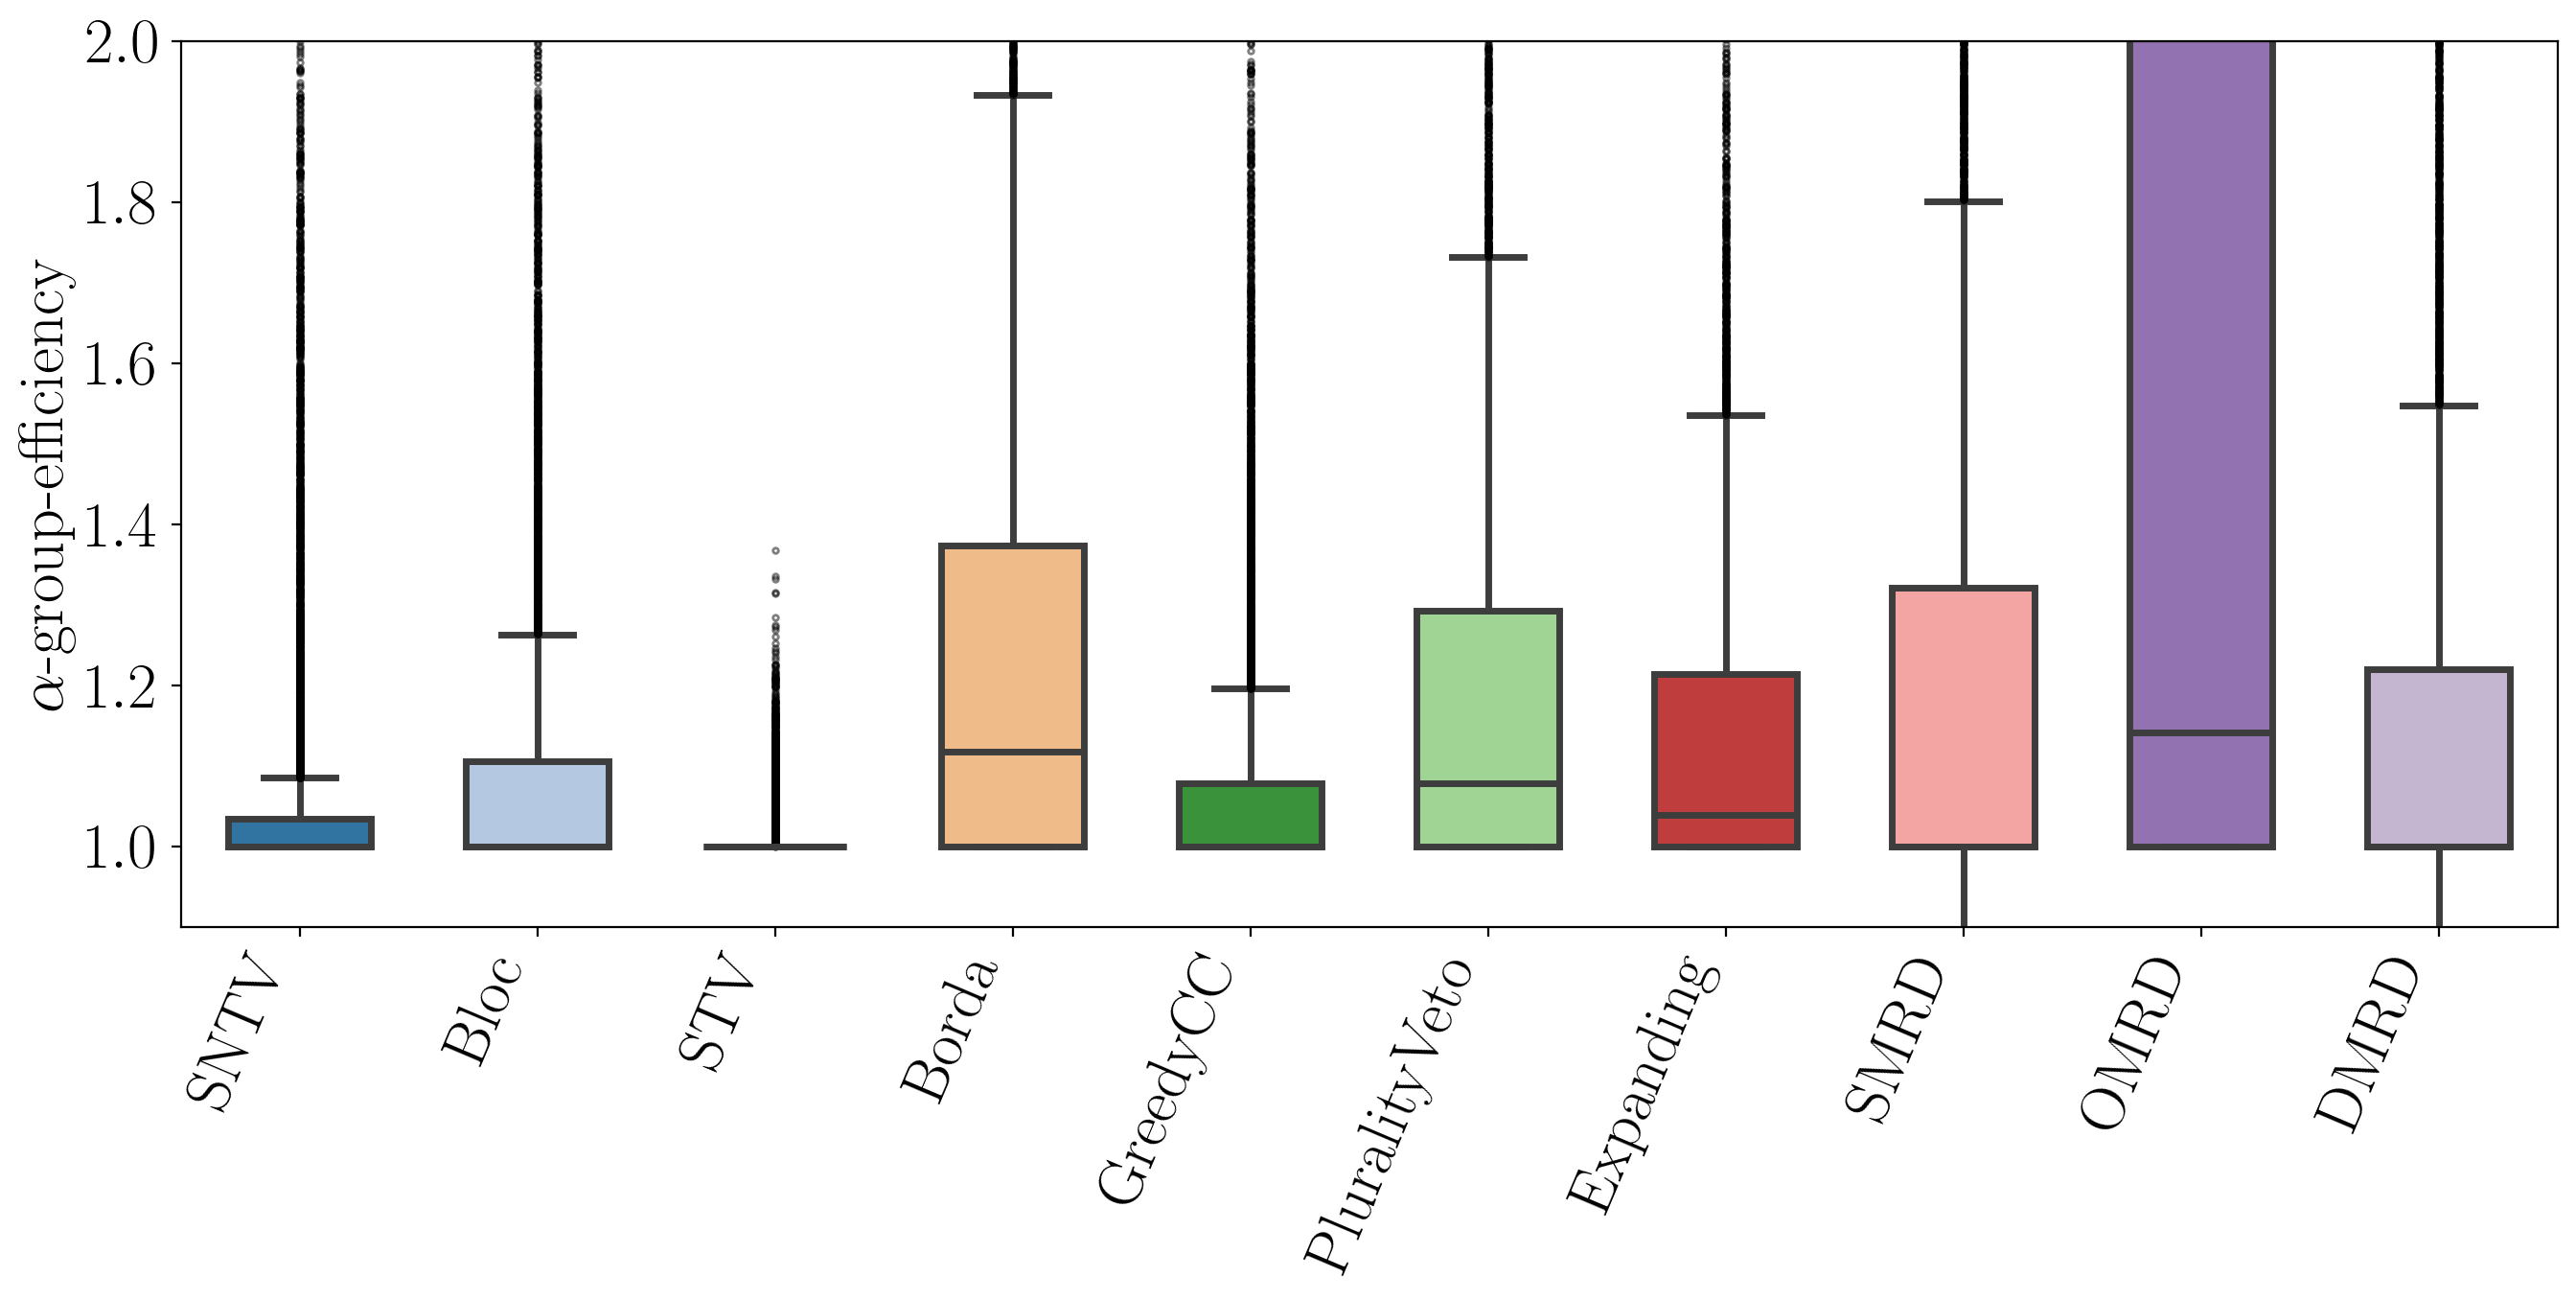 α-group-efficiency
2.0
1.8
1.6
1.4
1.2
1.0
SNTV
Bloc
STV
Borda
GreedyCC
PluralityVeto
Expanding
SMRD
OMRD
DMRD